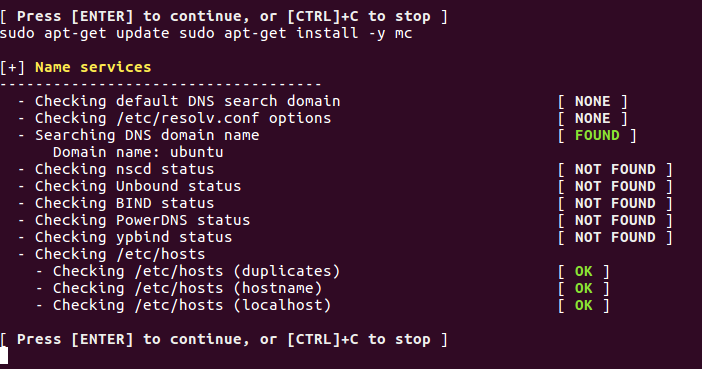 [ Press [ENTER] to continue, or [CTRL]+C to stop ]
sudo apt-get update sudo apt-get install -y mc
[+] Name services
------------------------------------
- Checking default DNS search domain [ NONE ]
- Checking /etc/resolv.conf options [ NONE ]
- Searching DNS domain name [ FOUND ]
Domain name: ubuntu
- Checking nscd status [ NOT FOUND ]
- Checking Unbound status [ NOT FOUND ]
- Checking BIND status [ NOT FOUND ]
- Checking PowerDNS status [ NOT FOUND ]
- Checking ypbind status [ NOT FOUND ]
- Checking /etc/hosts
- Checking /etc/hosts (duplicates) [ OK ]
- Checking /etc/hosts (hostname) [ OK ]
- Checking /etc/hosts (localhost) [ OK ]
[ Press [ENTER] to continue, or [CTRL]+C to stop ]